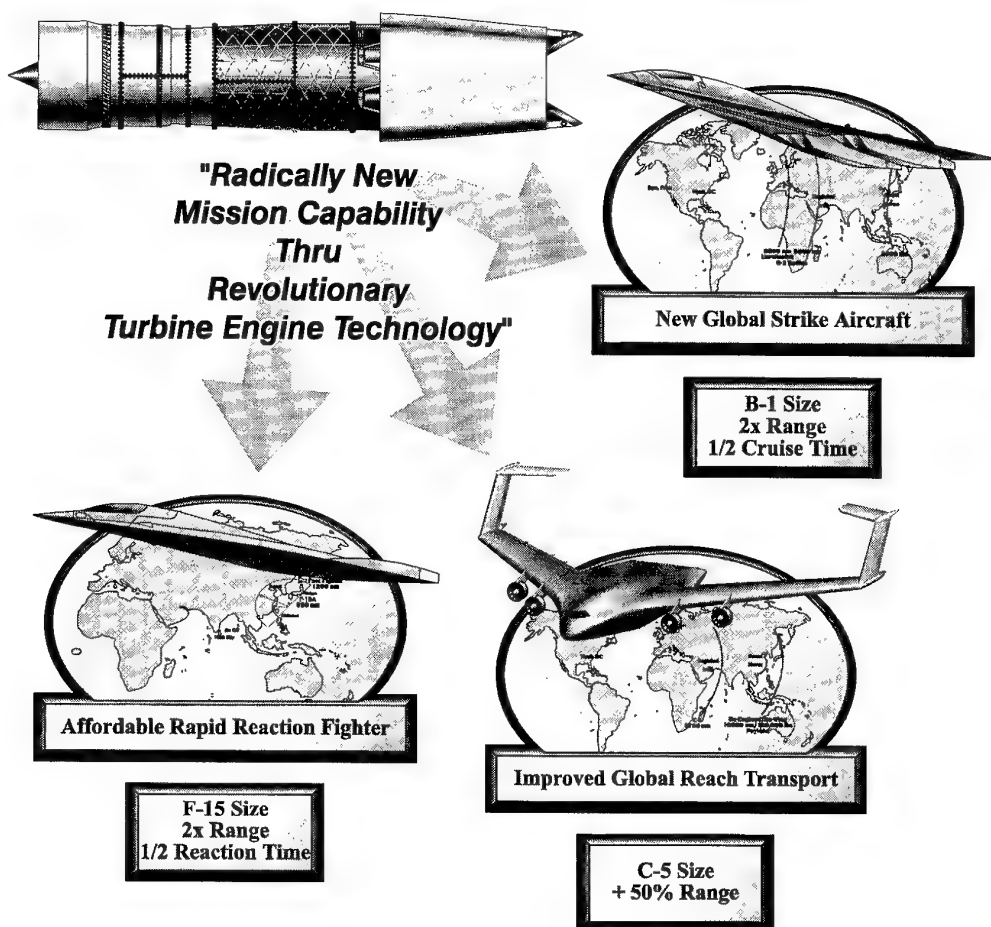 "Radically New
Mission Capability
Thru
Revolutionary
Turbine Engine Technology"
New Global Strike Aircraft
B-1 Size
2x Range
1/2 Cruise Time
Affordable Rapid Reaction Fighter
F-15 Size
2x Range
1/2 Reaction Time
Improved Global Reach Transport
C-5 Size
+ 50% Range